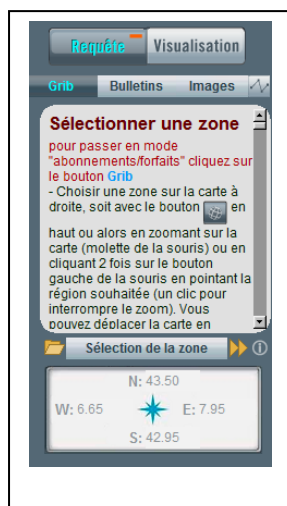 Requête Visualisation
Grib Bulletins Images
Sélectionner une zone
pour passer en mode
"abonnements/forfaits" cliquez sur
le bouton Grib
- Choisir une zone sur la carte à
droite, soit avec le bouton en
haut ou alors en zoomant sur la
carte (molette de la souris) ou en
cliquant 2 fois sur le bouton
gauche de la souris en pointant la
région souhaitée (un clic pour
interrompre le zoom). Vous
pouvez déplacer la carte en
Sélection de la zone
N: 43.50
W: 6.65 E: 7.95
S: 42.95